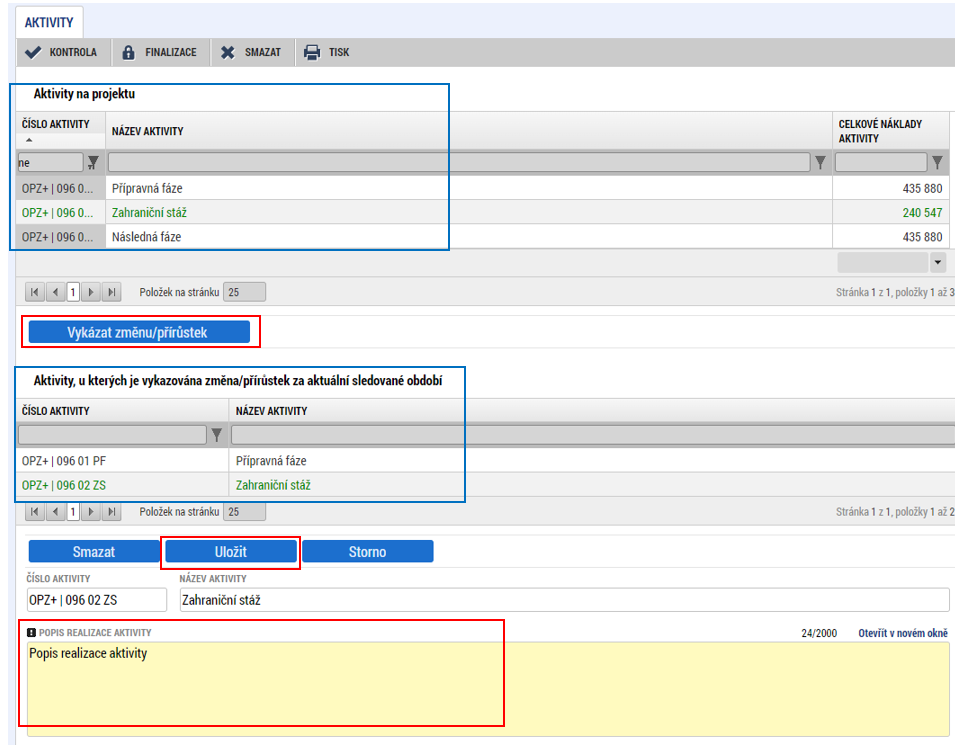 AKTIVITY
KONTROLA FINALIZACE SMAZAT TISK
Aktivity na projektu
ČÍSLO AKTIVITY NÁZEV AKTIVITY CELKOVÉ NÁKLADY
AKTIVITY
ne
OPZ+ | 096 0... Přípravná fáze 435 880
OPZ+ | 096 0... Zahraniční stáž 240 547
OPZ+ | 096 0... Následná fáze 435 880
1 Položek na stránku 25 Stránka 1 z 1, položky 1 až 3
Vykázat změnu/přírůstek
Aktivity, u kterých je vykazována změna/přírůstek za aktuální sledované období
ČÍSLO AKTIVITY NÁZEV AKTIVITY
OPZ+ | 096 01 PF Přípravná fáze
OPZ+ | 096 02 ZS Zahraniční stáž
1 Položek na stránku 25 Stránka 1 z 1, položky 1 až 2
Smazat Uložit Storno
ČÍSLO AKTIVITY NÁZEV AKTIVITY
OPZ+ | 096 02 ZS Zahraniční stáž
POPIS REALIZACE AKTIVITY 24/2000 Otevřít v novém okně
Popis realizace aktivity